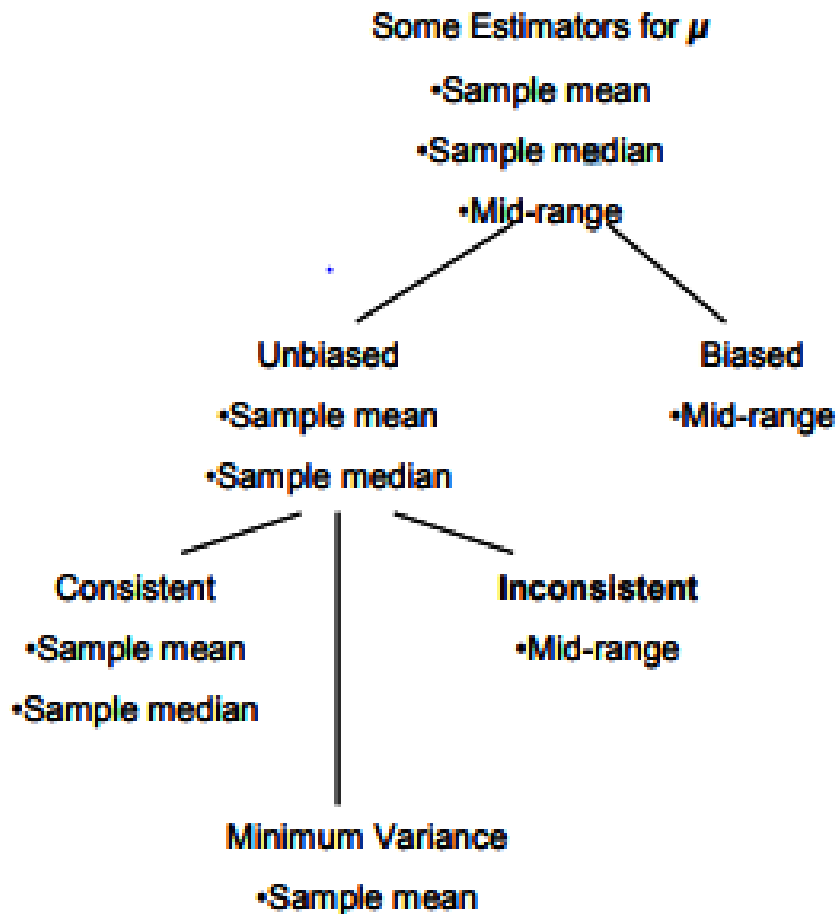 Some Estimators for μ
•Sample mean
•Sample median
•Mid-range
Unbiased
•Sample mean
•Sample median
Biased
•Mid-range
Consistent
•Sample mean
•Sample median
Inconsistent
•Mid-range
Minimum Variance
•Sample mean